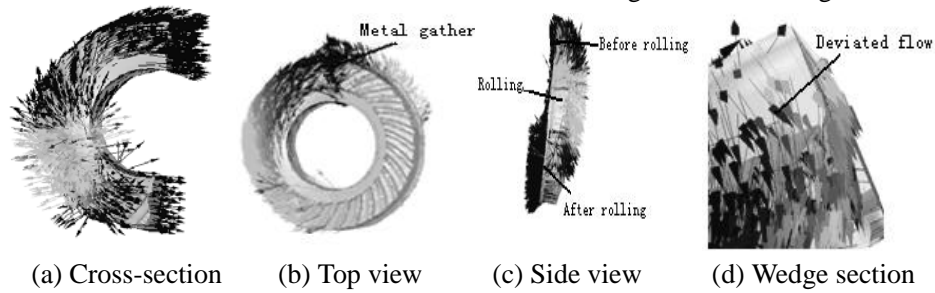 Metal gather
Before rolling
Rolling
After rolling
Deviated flow
(a) Cross-section
(b) Top view
(c) Side view
(d) Wedge section